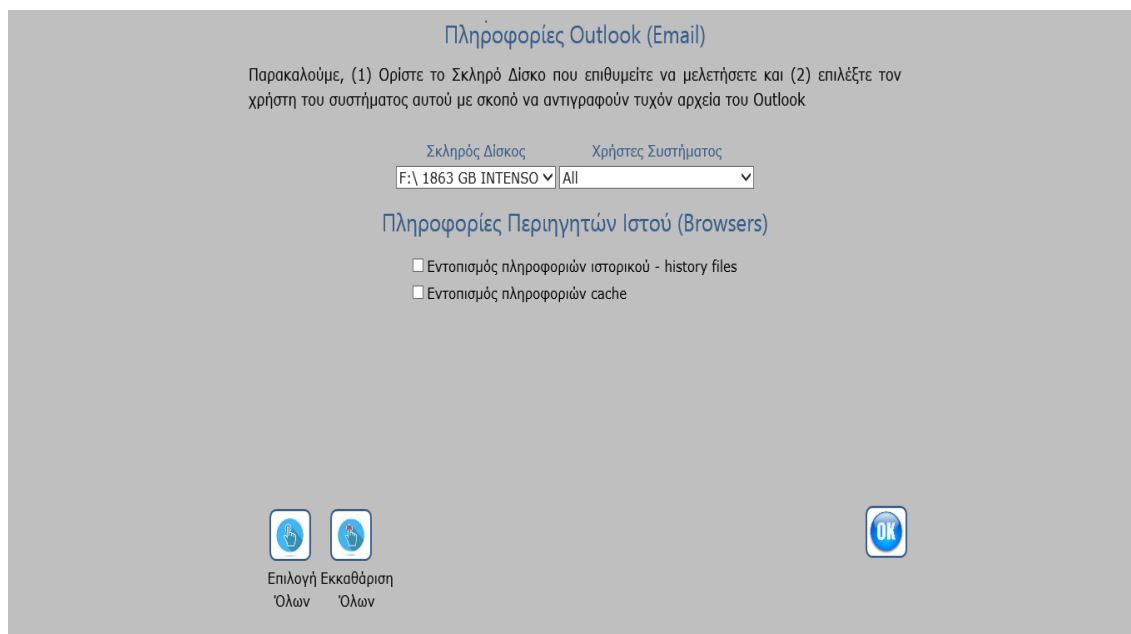 Πληροφορίες Outlook (Email)
Παρακαλούμε, (1) Ορίστε το Σκληρό Δίσκο που επιθυμείτε να μελετήσετε και (2) επιλέξτε τον
χρήστη του συστήματος αυτού με σκοπό να αντιγραφούν τυχόν αρχεία του Outlook
Σκληρός Δίσκος Χρήστες Συστήματος
F:\ 1863 GB INTENSO All
Πληροφορίες Περιηγητών Ιστού (Browsers)
Εντοπισμός πληροφοριών ιστορικού - history files
Εντοπισμός πληροφοριών cache
OK
Επιλογή Εκκαθάριση
Όλων Όλων